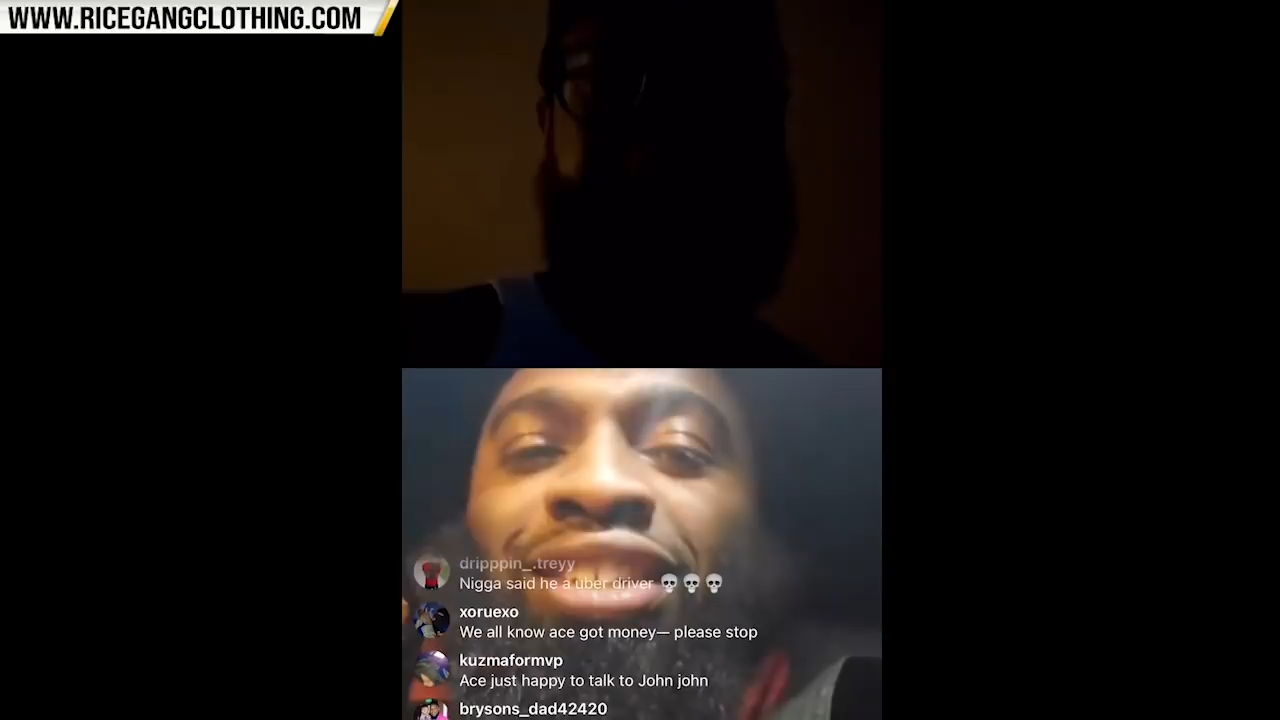 WWW.RICEGANGCLOTHING.COM
dripppin_.treyy
Nigga said he a uber driver 💀💀💀
xoruexo
We all know ace got money— please stop
kuzmaformvp
Ace just happy to talk to John john
brysons_dad42420